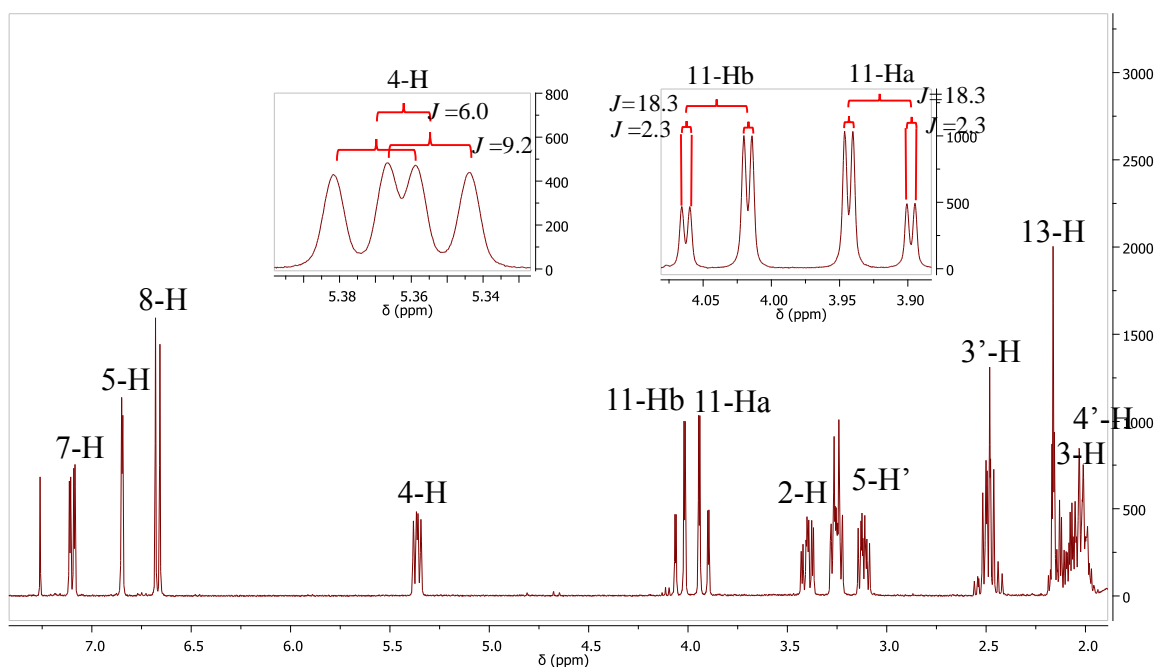 4-H
J =6.0
J =9.2
800
600
400
200
0
5.38
5.36
5.34
δ (ppm)
11-Hb
11-Ha
J=18.3
J=18.3
J =2.3
J =2.3
1000
500
0
4.05
4.00
3.95
3.90
δ (ppm)
8-H
5-H
7-H
4-H
11-Hb
11-Ha
2-H
5-H’
3’-H
13-H
4’-H
3-H
3000
2500
2000
1500
1000
500
0
7.0
6.5
6.0
5.5
5.0
4.5
4.0
3.5
3.0
2.5
2.0
δ (ppm)